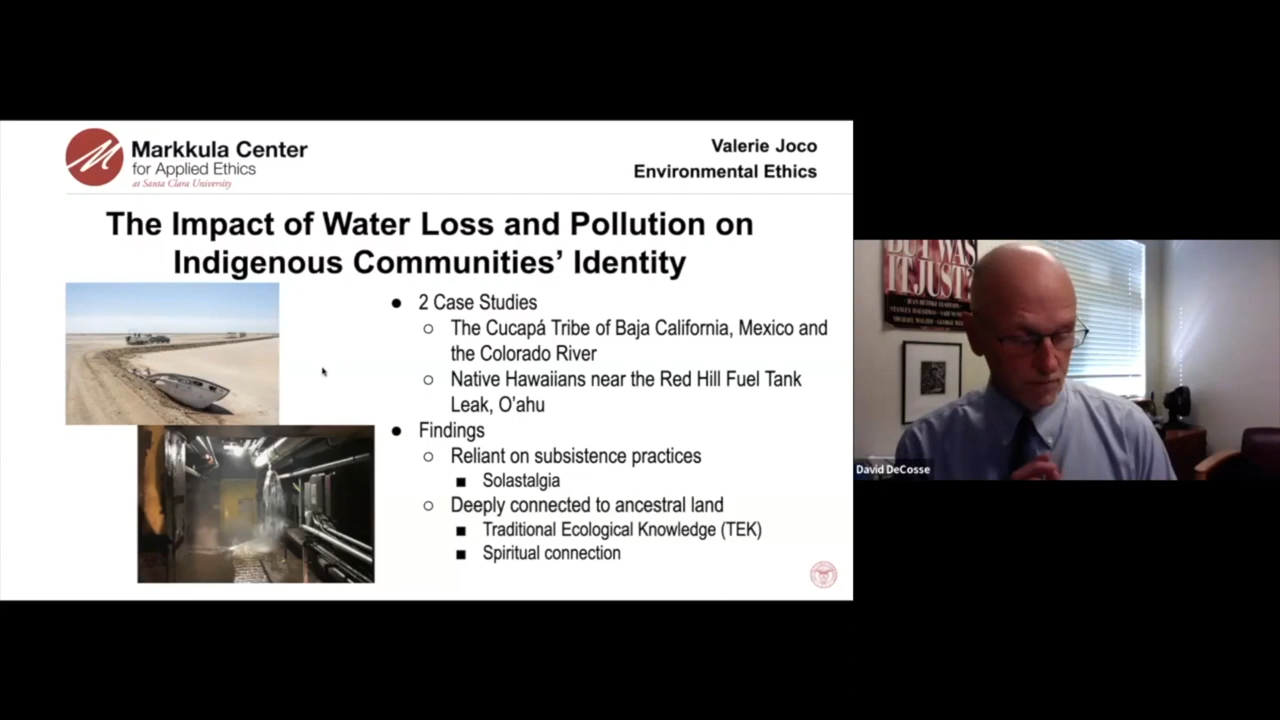 Markkula Center
for Applied Ethics
at Santa Clara University
Valerie Joco
Environmental Ethics
The Impact of Water Loss and Pollution on
Indigenous Communities' Identity
● 2 Case Studies
○ The Cucapá Tribe of Baja California, Mexico and
the Colorado River
○ Native Hawaiians near the Red Hill Fuel Tank
Leak, O'ahu
● Findings
○ Reliant on subsistence practices
■ Solastalgia
○ Deeply connected to ancestral land
■ Traditional Ecological Knowledge (TEK)
■ Spiritual connection
BUT WAS
IT JUST?
JEAN BETHKE ELSHTAIN
David DeCosse